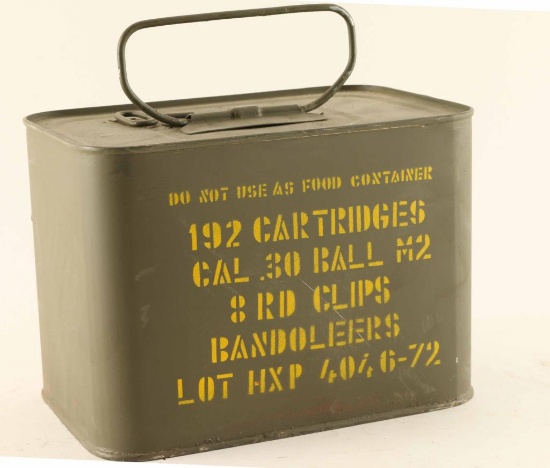 DO NOT USE AS FOOD CONTAINER
192 CARTRIDGES
CAL .30 BALL M2
8 RD CLIPS
BANDOLEERS
LOT HXP 4046-72